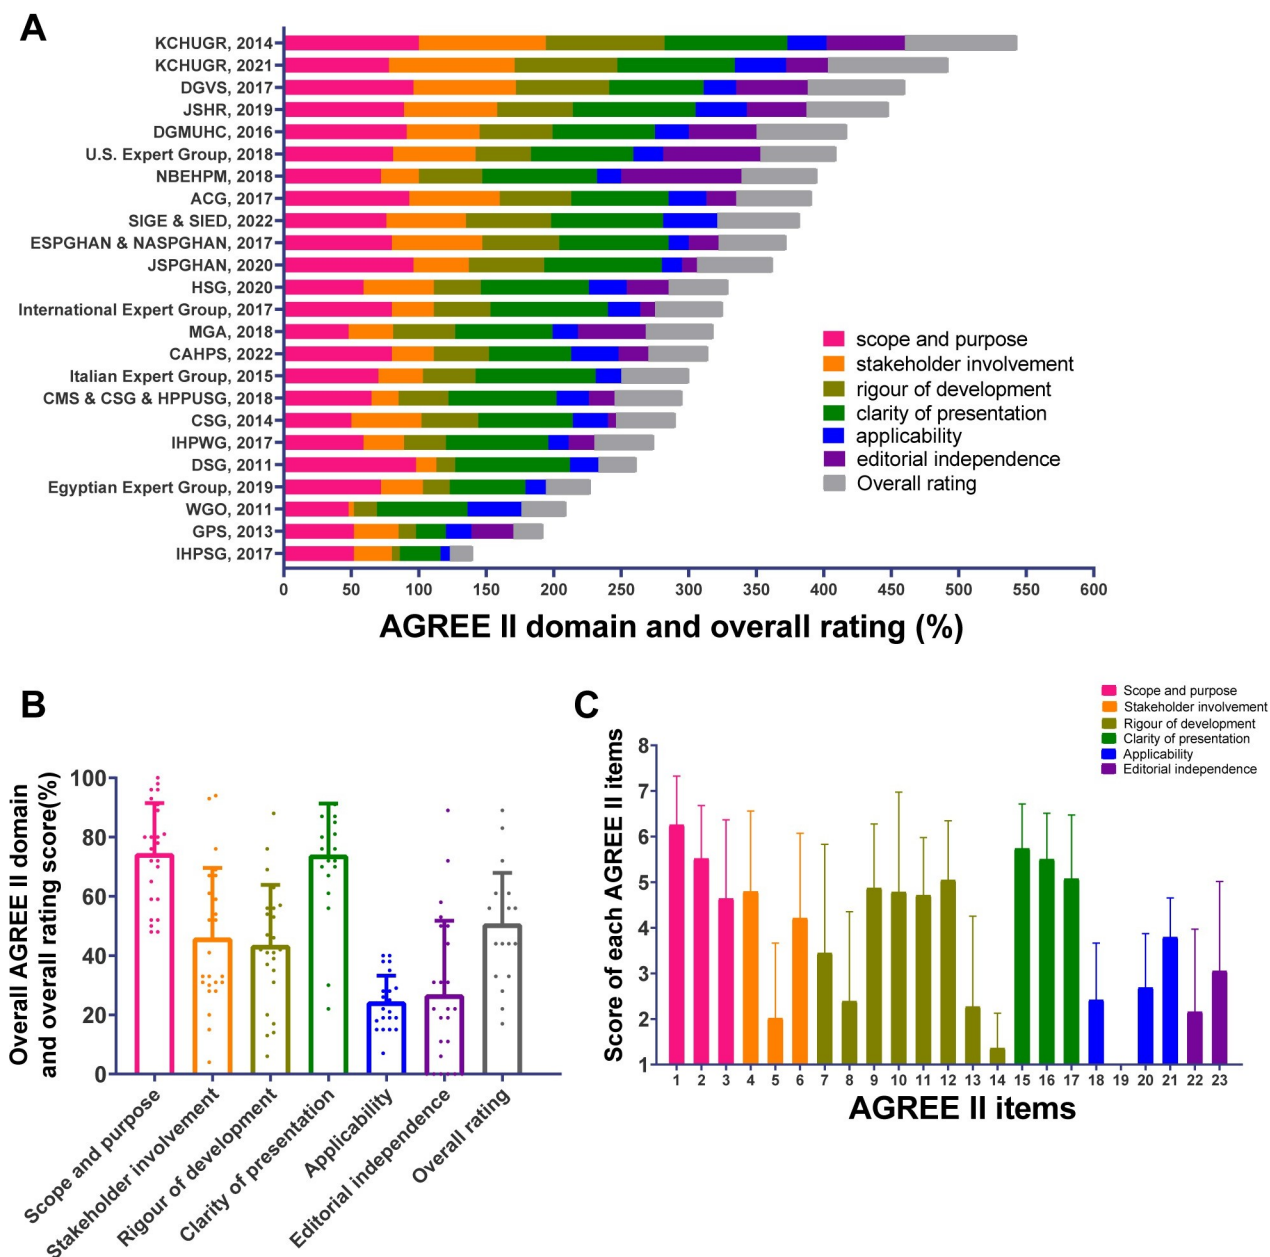 A
KCHUGR, 2014
KCHUGR, 2021
DGVS, 2017
JSHR, 2019
DGMUHC, 2016
U.S. Expert Group, 2018
NBEHPM, 2018
ACG, 2017
SIGE & SIED, 2022
ESPGHAN & NASPGHAN, 2017
JSPGHAN, 2020
HSG, 2020
International Expert Group, 2017
MGA, 2018
CAHPS, 2022
Italian Expert Group, 2015
CMS & CSG & HPPUSG, 2018
CSG, 2014
IHPWG, 2017
DSG, 2011
Egyptian Expert Group, 2019
WGO, 2011
GPS, 2013
IHPSG, 2017
scope and purpose
stakeholder involvement
rigour of development
clarity of presentation
applicability
editorial independence
Overall rating
0 50 100 150 200 250 300 350 400 450 500 550 600
AGREE II domain and overall rating (%)
B
Overall AGREE II domain
and overall rating score(%)
100
80
60
40
20
0
Scope and purpose
Stakeholder involvement
Rigour of development
Clarity of presentation
Applicability
Editorial independence
Overall rating
C
Scope and purpose
Stakeholder involvement
Rigour of development
Clarity of presentation
Applicability
Editorial independence
Score of each AGREE II items
8
7
6
5
4
3
2
1
1 2 3 4 5 6 7 8 9 10 11 12 13 14 15 16 17 18 19 20 21 22 23
AGREE II items